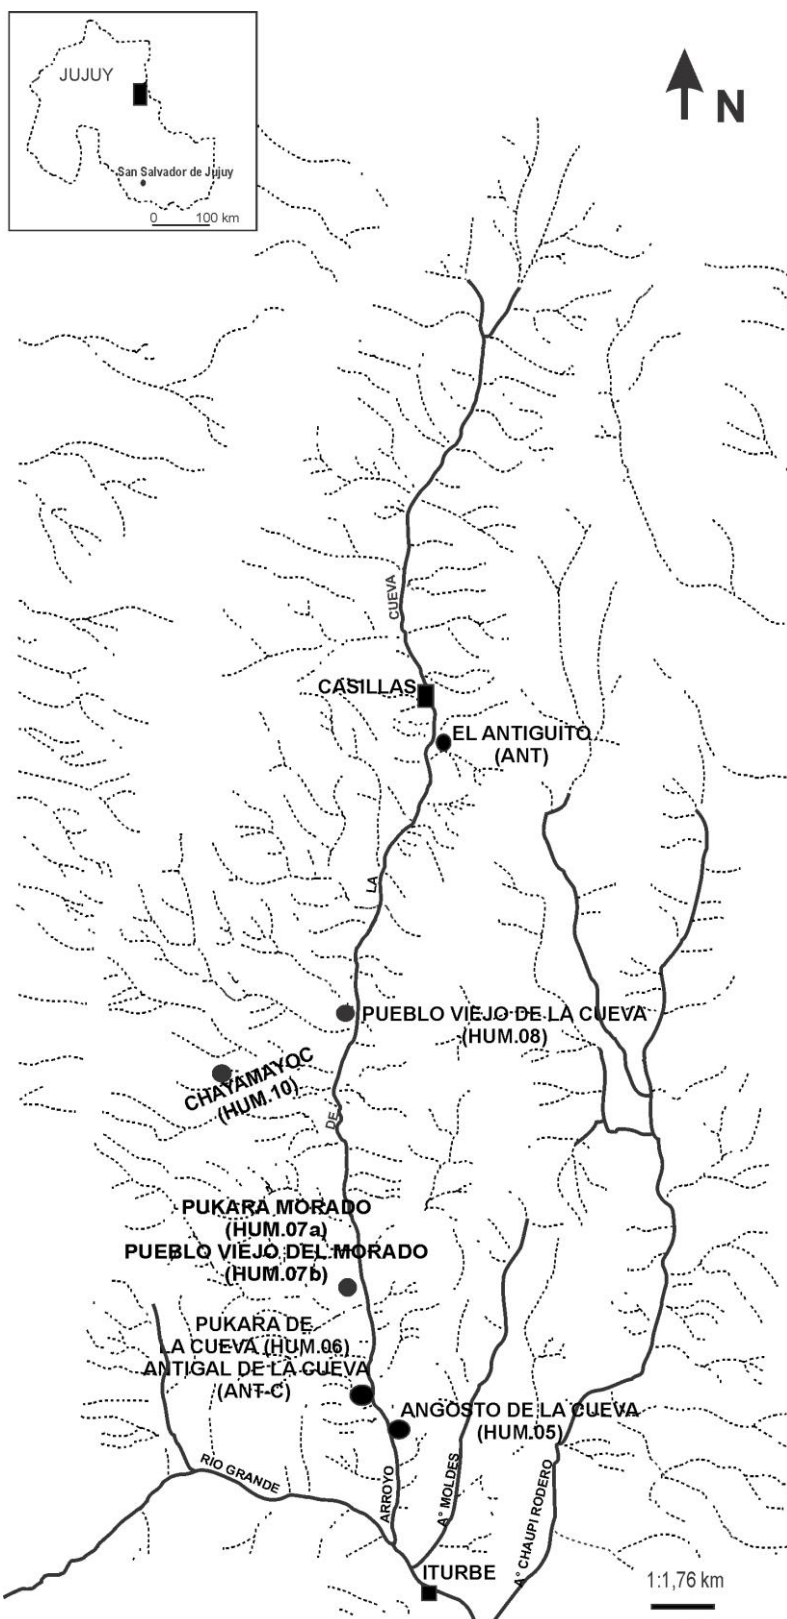 JUJUY
San Salvador de Jujuy
0 100 km
N
CUEVA
CASILLAS
EL ANTIGUITO
(ANT)
LA
PUEBLO VIEJO DE LA CUEVA
(HUM.08)
CHAYAMAYOC
(HUM.10)
DE
PUKARA MORADO
(HUM.07a)
PUEBLO VIEJO DEL MORADO
(HUM.07b)
PUKARA DE
LA CUEVA (HUM.06)
ANTIGAL DE LA CUEVA
(ANT-C)
ANGOSTO DE LA CUEVA
(HUM.05)
RIO GRANDE
ARROYO
A° MOLDES
A° CHAUPI RODERO
ITURBE
1:1,76 km